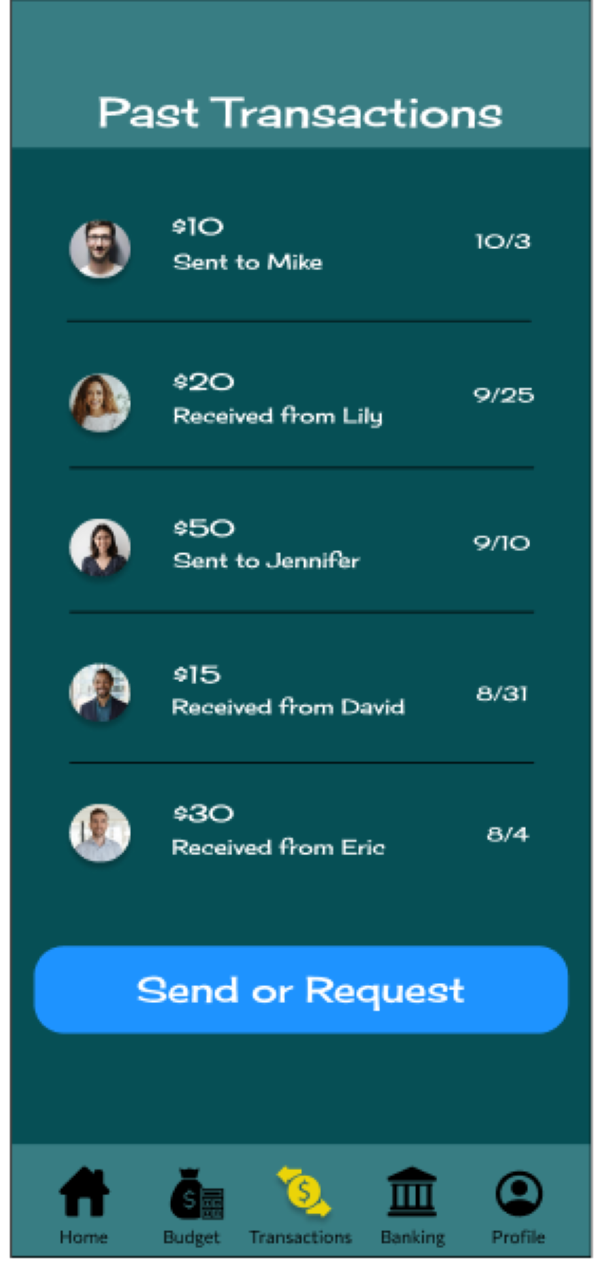 Past Transactions
$10
Sent to Mike
10/3
$20
Received from Lily
9/25
$50
Sent to Jennifer
9/10
$15
Received from David
8/31
$30
Received from Eric
8/4
Send or Request
$
$
Home
Budget
Transactions
Banking
Profile